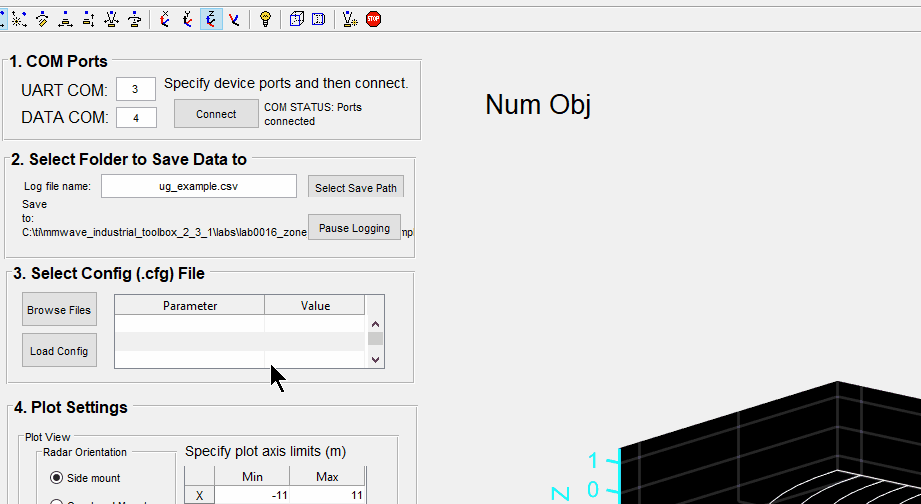 STOP
1. COM Ports
UART COM: 3
Specify device ports and then connect.
DATA COM: 4
Connect
COM STATUS: Ports
connected
Num Obj
2. Select Folder to Save Data to
Log file name: ug_example.csv
Select Save Path
Save
to:
C:\ti\mmwave_industrial_toolbox_2_3_1\labs\lab0016_zone
Pause Logging
3. Select Config (.cfg) File
Browse Files
Parameter Value
Load Config
4. Plot Settings
Plot View
Radar Orientation
Specify plot axis limits (m)
Side mount
Min Max
X -11 11
1
0
Z